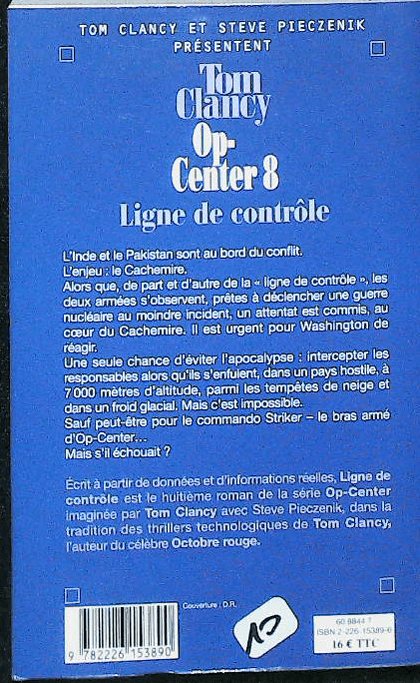 TOM CLANCY ET STEVE PIECZENIK
PRÉSENTENT
Tom
Clancy
Op-
Center 8
Ligne de contrôle
L'Inde et le Pakistan sont au bord du conflit.
L'enjeu : le Cachemire.
Alors que, de part et d'autre de la « ligne de contrôle », les
deux armées s'observent, prêtes à déclencher une guerre
nucléaire au moindre incident, un attentat est commis, au
cœur du Cachemire. Il est urgent pour Washington de
réagir.
Une seule chance d'éviter l'apocalypse : intercepter les
responsables alors qu'ils s'enfuient, dans un pays hostile, à
7 000 mètres d'altitude, parmi les tempêtes de neige et
dans un froid glacial. Mais c'est impossible.
Sauf peut-être pour le commando Striker – le bras armé
d'Op-Center...
Mais s'il échouait ?
Écrit à partir de données et d'informations réelles, Ligne de
contrôle est le huitième roman de la série Op-Center
imaginée par Tom Clancy avec Steve Pieczenik, dans la
tradition des thrillers technologiques de Tom Clancy,
l'auteur du célèbre Octobre rouge.
Couverture : D.R.
9 782226 153890
60 8844 7
ISBN 2-226-15389-6
16 € TTC